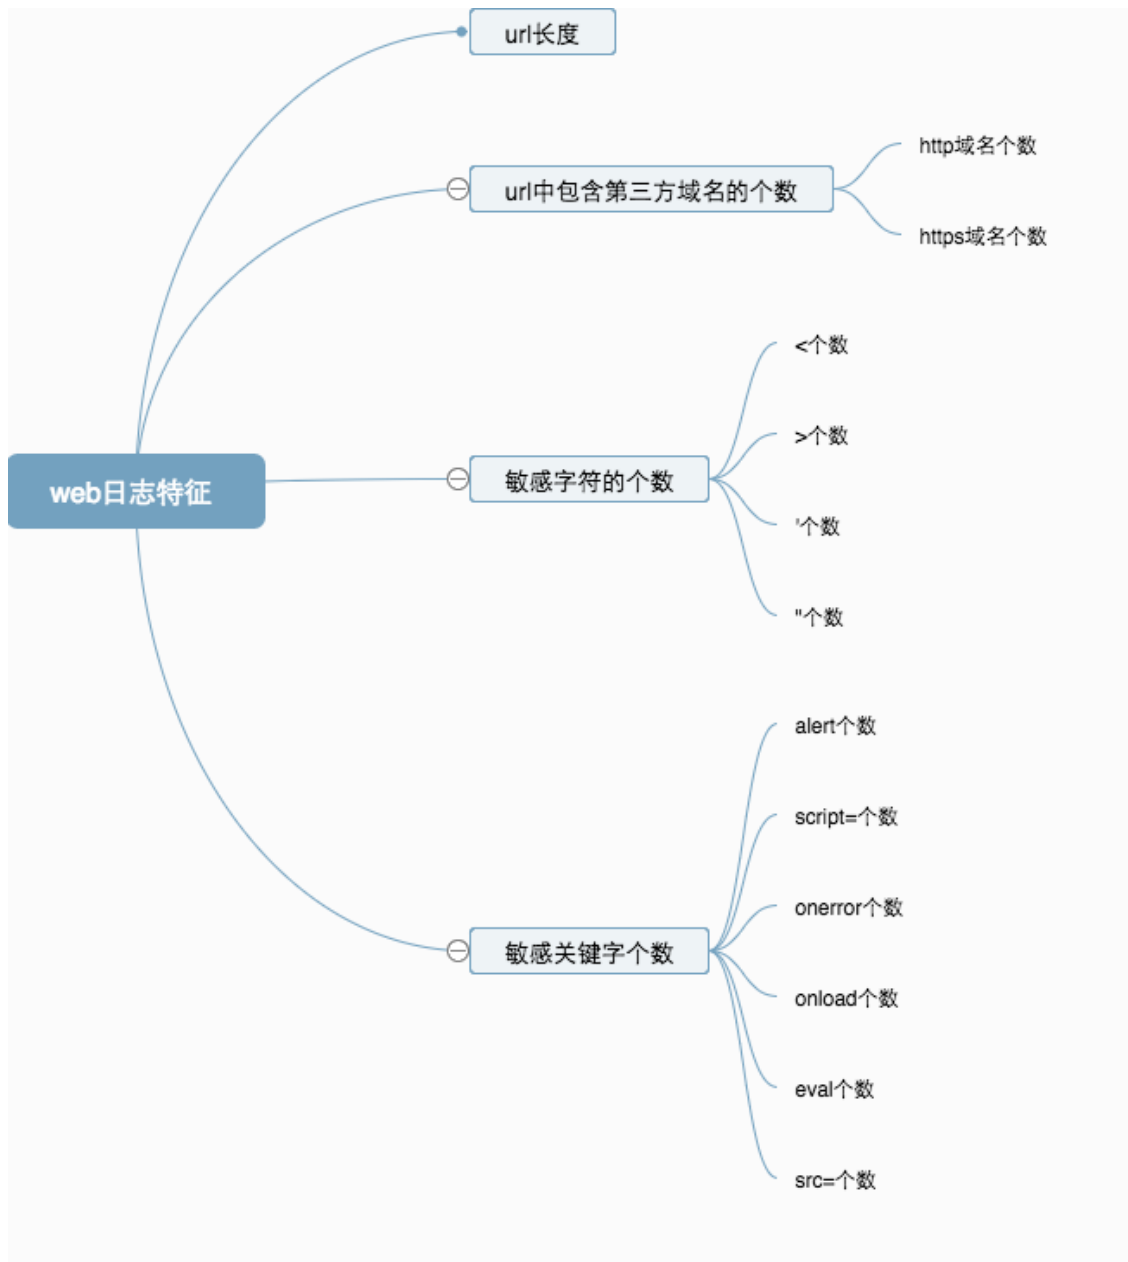 url长度
url中包含第三方域名的个数
http域名个数
https域名个数
web日志特征
敏感字符的个数
<个数
>个数
'个数
"个数
敏感关键字个数
alert个数
script=个数
onerror个数
onload个数
eval个数
src=个数